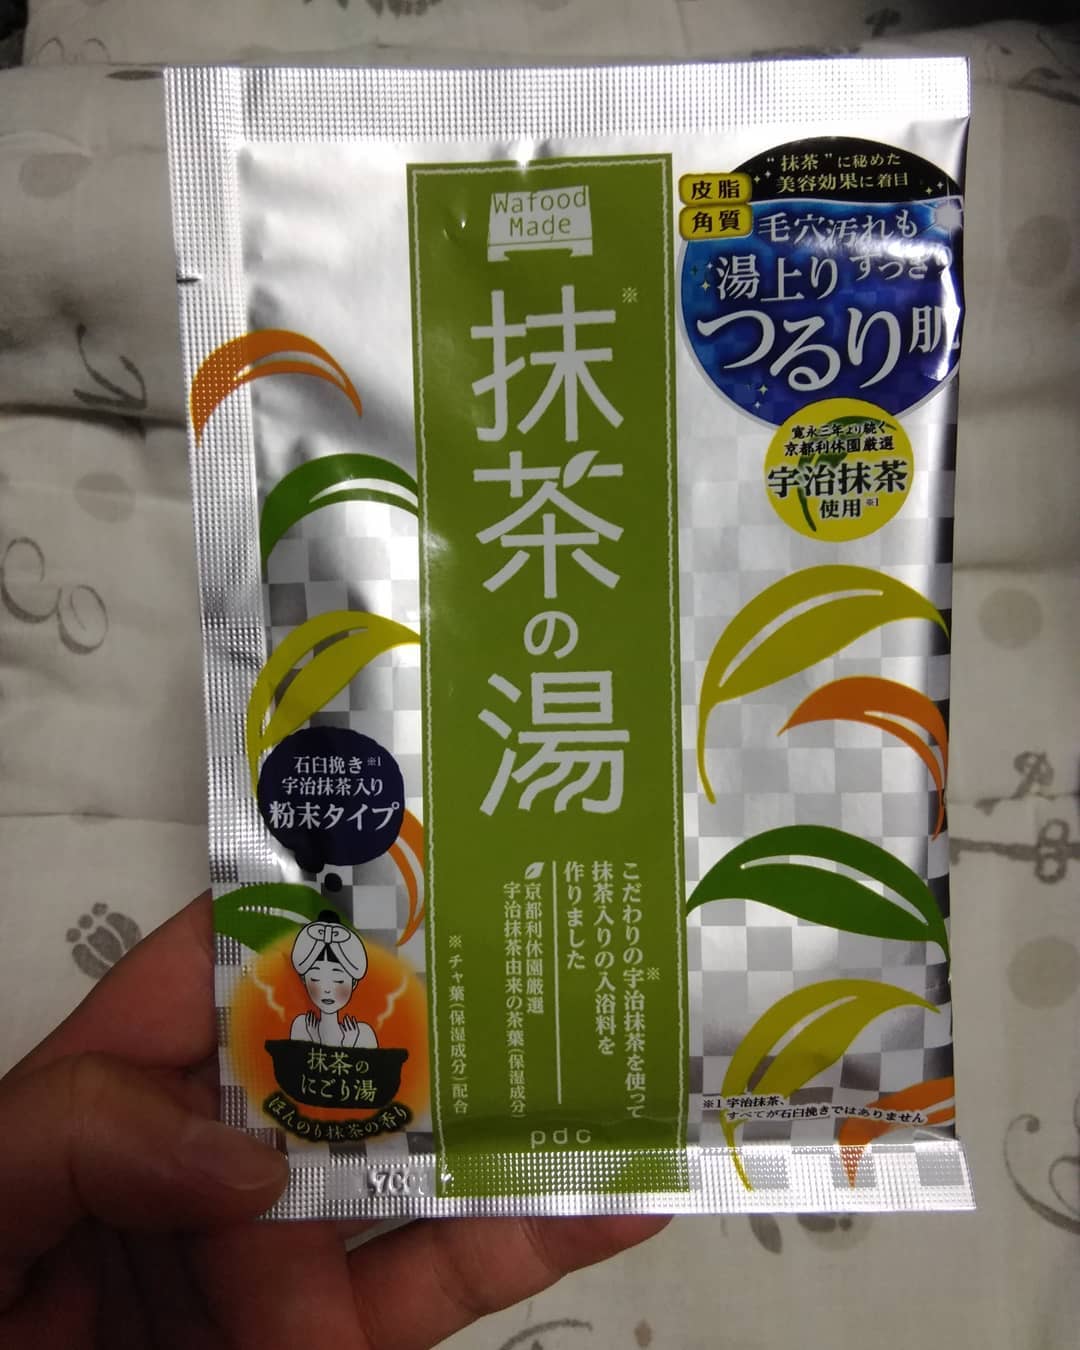 Wafood
Made
抹茶※
の
湯
"抹茶"に秘めた
美容効果に着目
皮脂
角質
毛穴汚れも
すっき
湯上り
つるり肌
寛永三年より続く
京都利休園厳選
宇治抹茶
使用※1
石臼挽き※1
宇治抹茶入り
粉末タイプ
こだわりの宇治抹茶※を使って
抹茶入りの入浴料を
作りました
京都利休園厳選
宇治抹茶由来の茶葉(保湿成分)
※チャ葉(保湿成分)配合
抹茶の
にごり湯
ほんのり抹茶の香り
※1 宇治抹茶、
すべてが石臼挽きではありません
pdc